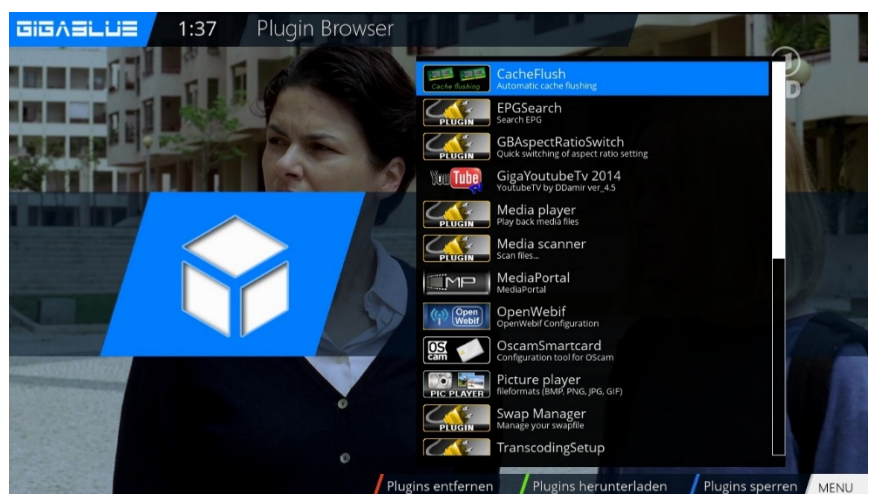 GIGABLUE
1:37
Plugin Browser
Cache flushing
CacheFlush
Automatic cache flushing
PLUGIN
EPGSearch
Search EPG
PLUGIN
GBAspectRatioSwitch
Quick switching of aspect ratio setting
YouTube
GigaYoutubeTv 2014
YoutubeTV by DDamir ver_4.5
PLUGIN
Media player
Play back media files
PLUGIN
Media scanner
Scan files...
MP
MediaPortal
MediaPortal
Open
Webif
OpenWebif
OpenWebif Configuration
OS
cam
OscamSmartcard
Configuration tool for OScam
PIC PLAYER
Picture player
fileformats (BMP, PNG, JPG, GIF)
PLUGIN
Swap Manager
Manage your swapfile
TranscodingSetup
1
D
Plugins entfernen
Plugins herunterladen
Plugins sperren
MENU